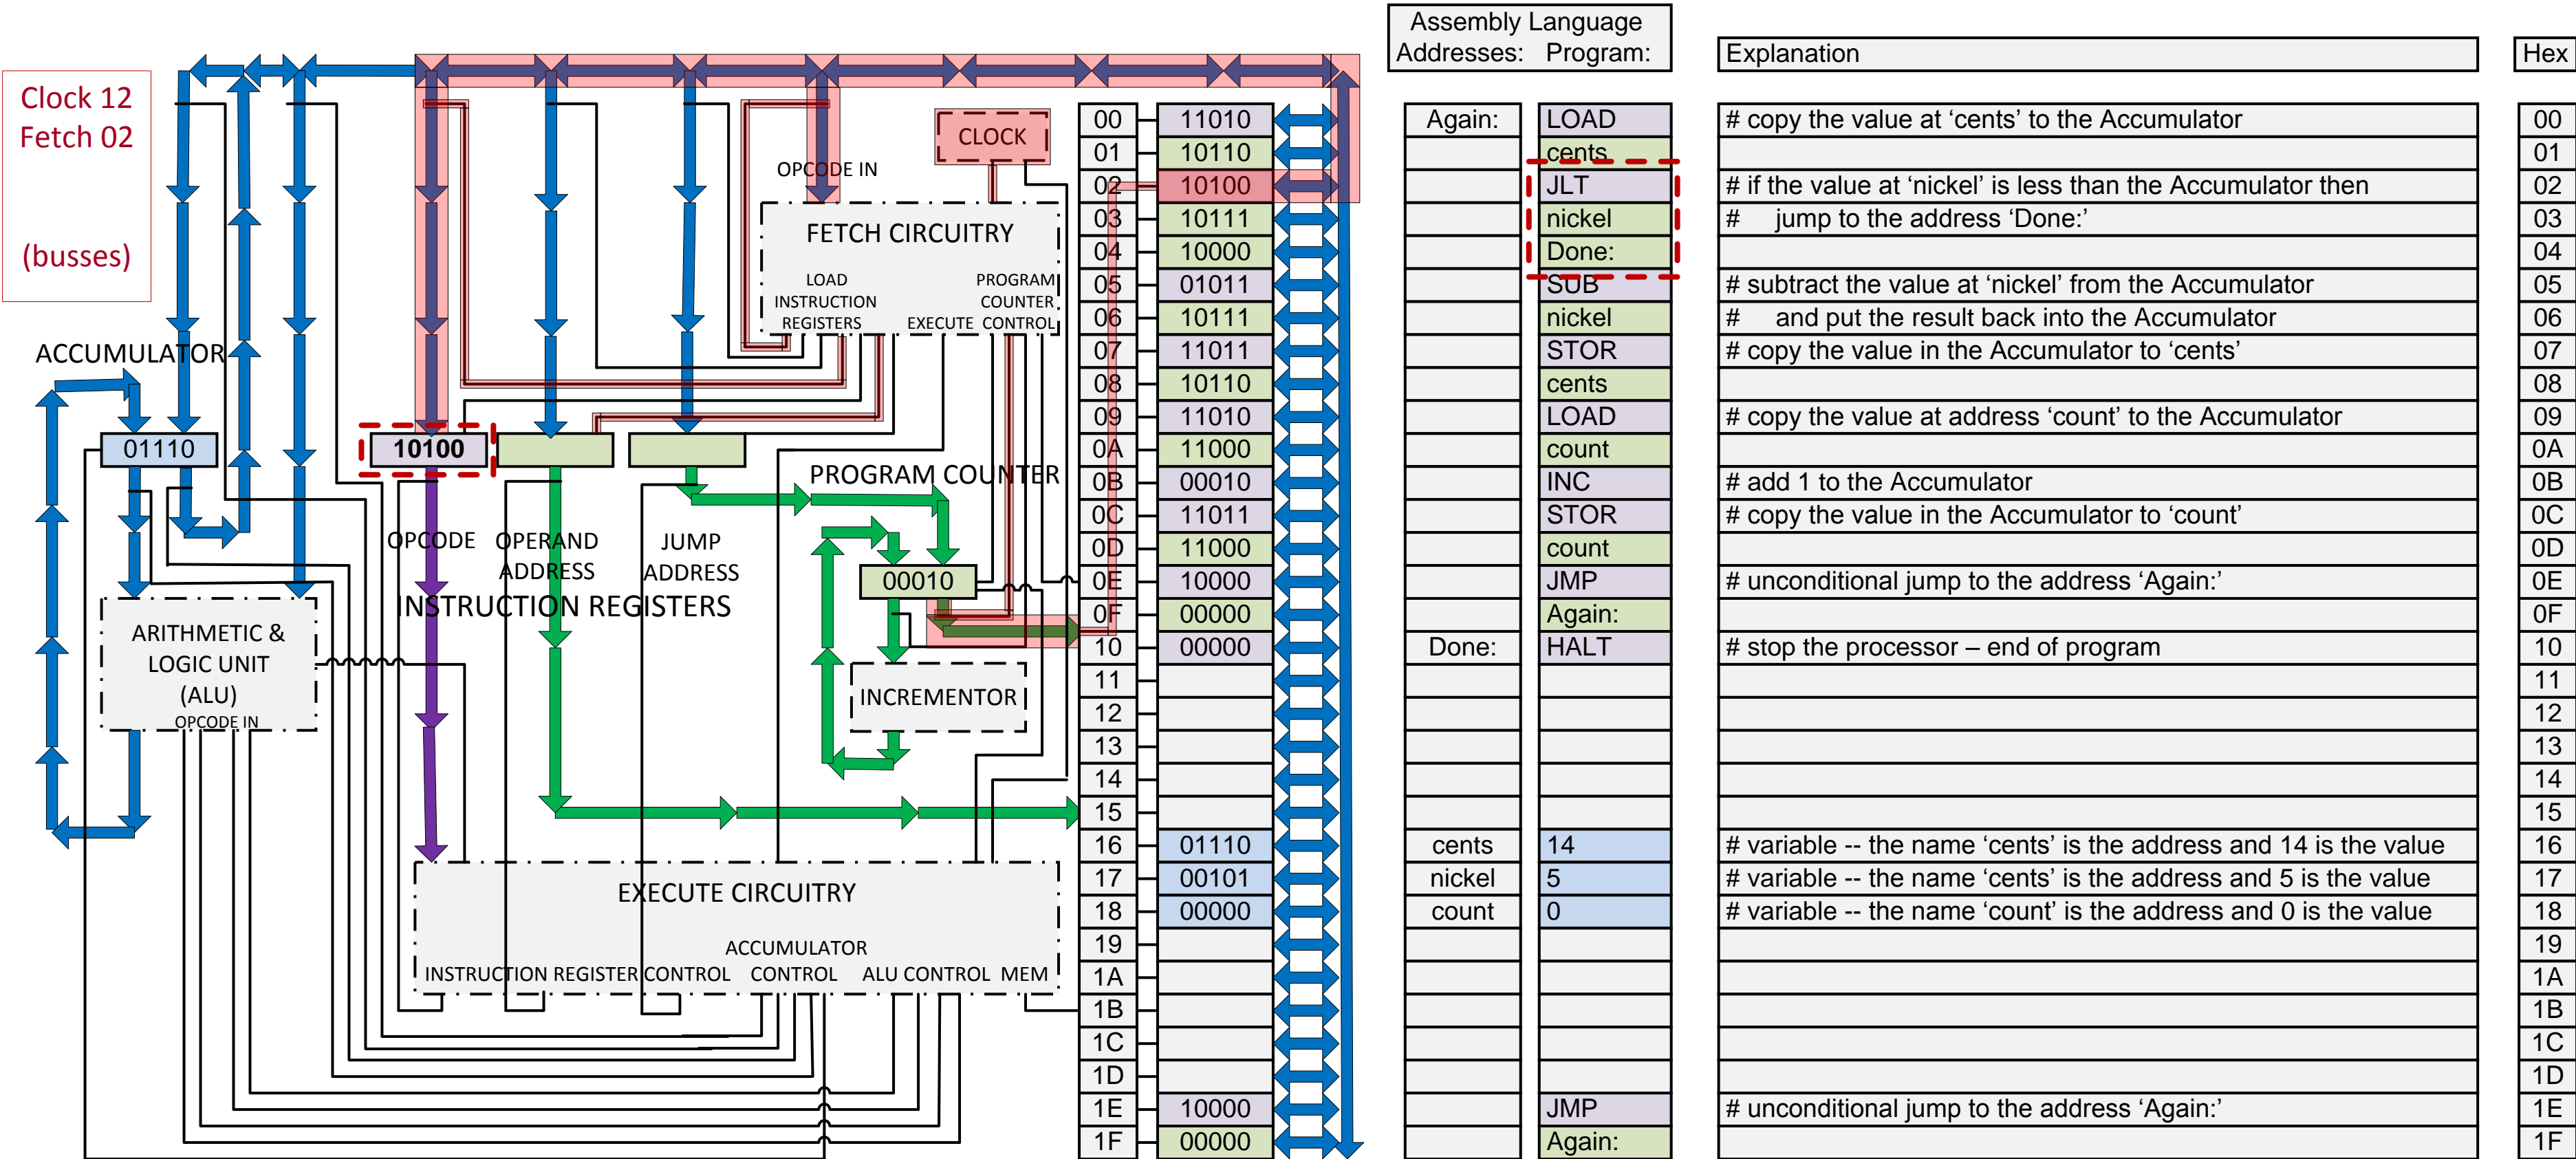 Assembly Language
Addresses: Program:
Explanation
Hex
Clock 12
Fetch 02
(busses)
CLOCK
OPCODE IN
FETCH CIRCUITRY
LOAD
INSTRUCTION
REGISTERS
EXECUTE
PROGRAM
COUNTER
CONTROL
ACCUMULATOR
01110
10100
PROGRAM COUNTER
OPCODE
OPERAND
ADDRESS
JUMP
ADDRESS
INSTRUCTION REGISTERS
00010
INCREMENTOR
ARITHMETIC &
LOGIC UNIT
(ALU)
OPCODE IN
EXECUTE CIRCUITRY
INSTRUCTION REGISTER CONTROL
ACCUMULATOR
CONTROL
ALU CONTROL
MEM
00 11010 Again: LOAD # copy the value at 'cents' to the Accumulator 00
01 10110 cents 01
02 10100 JLT # if the value at ‘nickel’ is less than the Accumulator then 02
03 10111 nickel # jump to the address ‘Done:’ 03
04 10000 Done: 04
05 01011 SUB # subtract the value at ‘nickel’ from the Accumulator 05
06 10111 nickel # and put the result back into the Accumulator 06
07 11011 STOR # copy the value in the Accumulator to ‘cents’ 07
08 10110 cents 08
09 11010 LOAD # copy the value at address ‘count’ to the Accumulator 09
0A 11000 count 0A
0B 00010 INC # add 1 to the Accumulator 0B
0C 11011 STOR # copy the value in the Accumulator to ‘count’ 0C
0D 11000 count 0D
0E 10000 JMP # unconditional jump to the address ‘Again:’ 0E
0F 00000 Again: 0F
10 00000 Done: HALT # stop the processor – end of program 10
11 11
12 12
13 13
14 14
15 15
16 01110 cents 14 # variable -- the name ‘cents’ is the address and 14 is the value 16
17 00101 nickel 5 # variable -- the name ‘cents’ is the address and 5 is the value 17
18 00000 count 0 # variable -- the name ‘count’ is the address and 0 is the value 18
19 19
1A 1A
1B 1B
1C 1C
1D 1D
1E 10000 JMP # unconditional jump to the address ‘Again:’ 1E
1F 00000 Again: 1F